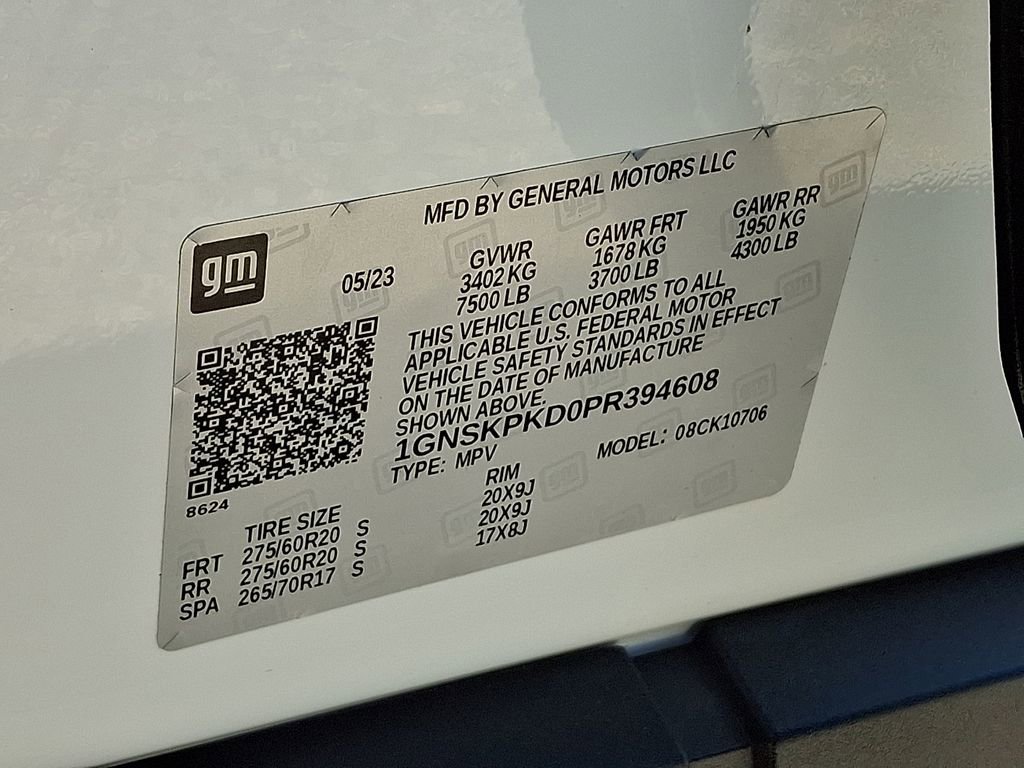 MFD BY GENERAL MOTORS LLC
gm
05/23
GVWR GAWR FRT GAWR RR
3402 KG 1678 KG 1950 KG
7500 LB 3700 LB 4300 LB
THIS VEHICLE CONFORMS TO ALL
APPLICABLE U.S. FEDERAL MOTOR
VEHICLE SAFETY STANDARDS IN EFFECT
ON THE DATE OF MANUFACTURE
SHOWN ABOVE.
1GNSKPKD0PR394608
TYPE: MPV MODEL: 08CK10706
8624
TIRE SIZE RIM
FRT 275/60R20 S 20X9J
RR 275/60R20 S 20X9J
SPA 265/70R17 S 17X8J